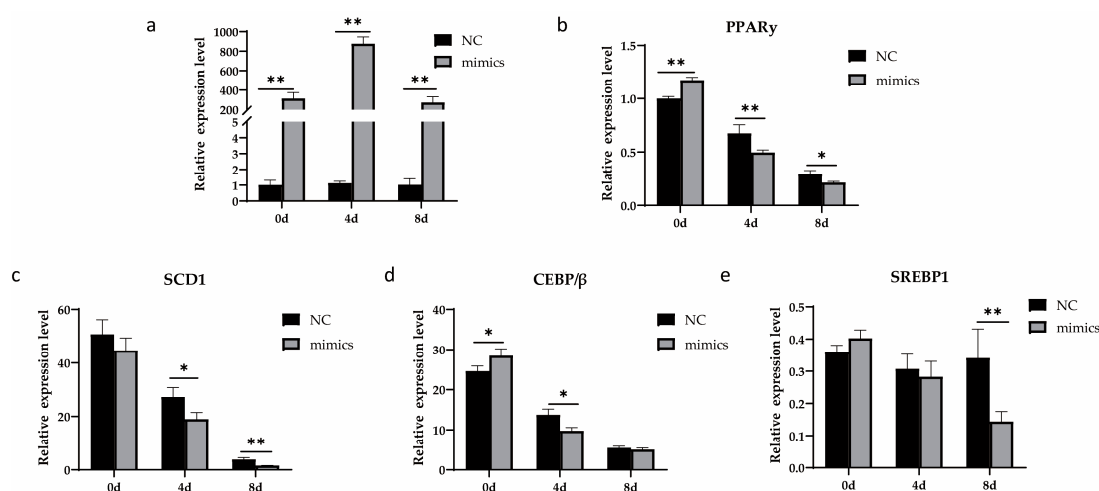 a
Relative expression level
1000
800
600
400
200
5
4
3
2
1
0
**
**
**
NC
mimics
0d
4d
8d
b
PPARy
Relative expression level
1.5
1.0
0.5
0.0
**
**
*
NC
mimics
0d
4d
8d
c
SCD1
Relative expression level
60
40
20
0
*
**
NC
mimics
0d
4d
8d
d
CEBP/β
Relative expression level
40
30
20
10
0
*
*
NC
mimics
0d
4d
8d
e
SREBP1
Relative expression level
0.5
0.4
0.3
0.2
0.1
0.0
**
NC
mimics
0d
4d
8d